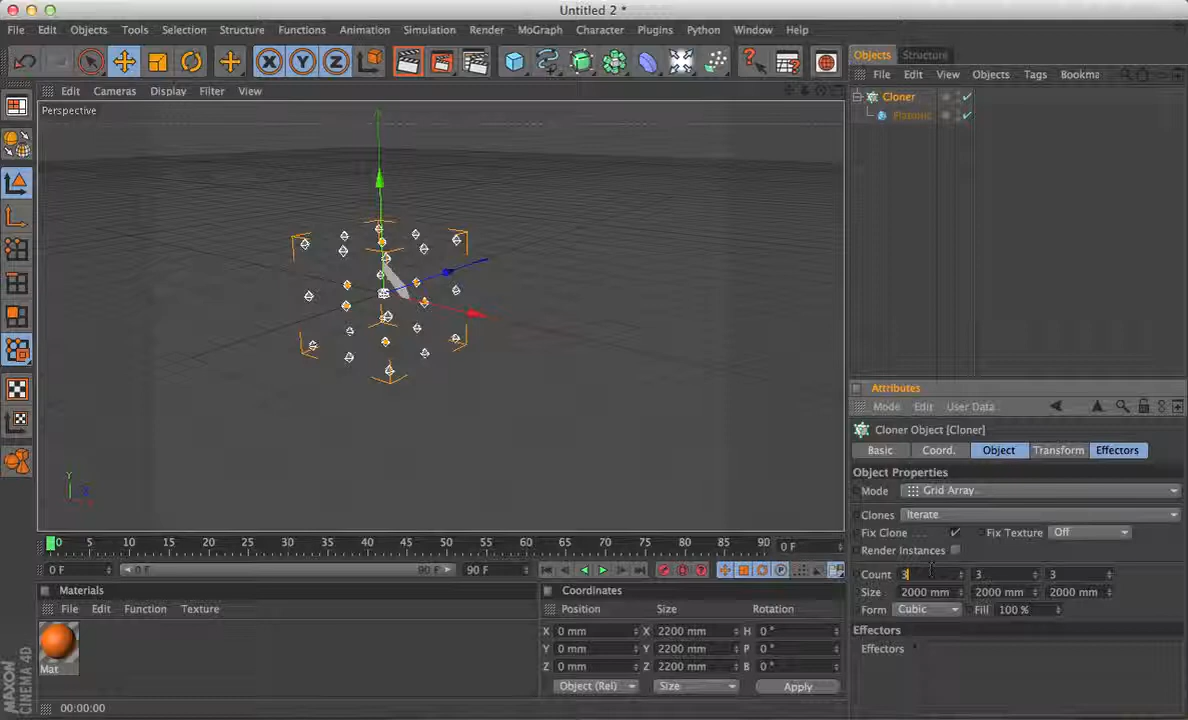 Untitled 2 *
File Edit Objects Tools Selection Structure Functions Animation Simulation Render MoGraph Character Plugins Python Window Help
X Y Z
Objects Structure
File Edit View Objects Tags Bookma
Edit Cameras Display Filter View
Perspective
Cloner
Platonic
Y
X
Attributes
Mode Edit User Data
Cloner Object [Cloner]
Basic Coord. Object Transform Effectors
Object Properties
Mode Grid Array
Clones Iterate
Fix Clone . . . Fix Texture Off
Render Instances
Count 3 3 3
Size 2000 mm 2000 mm 2000 mm
Form Cubic Fill 100 %
Effectors
Effectors
0 5 10 15 20 25 30 35 40 45 50 55 60 65 70 75 80 85 90 0 F
0 F 0 F 90 F 90 F
Materials
File Edit Function Texture
Mat
Coordinates
Position Size Rotation
X 0 mm X 2200 mm H 0 °
Y 0 mm Y 2200 mm P 0 °
Z 0 mm Z 2200 mm B 0 °
Object (Rel) Size Apply
MAXON
CINEMA 4D
00:00:00